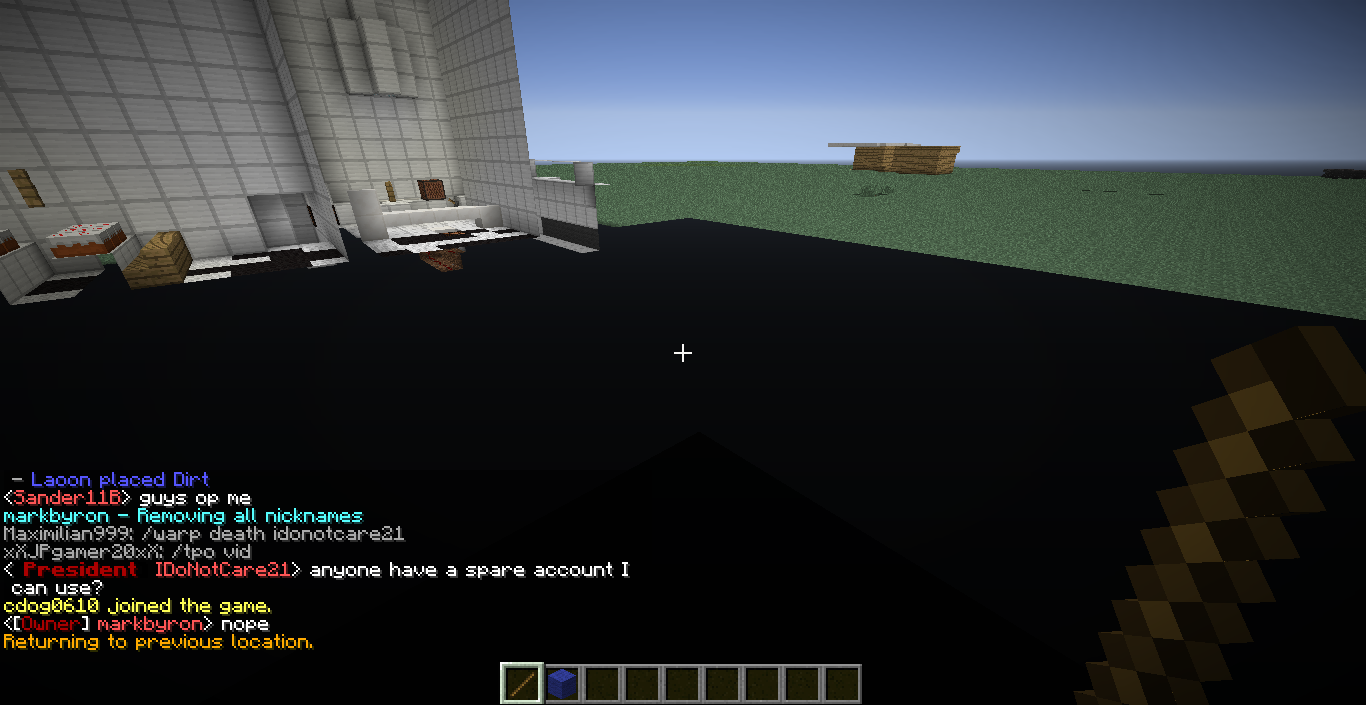 - Laoon placed Dirt
<Sander11B> guys op me
markbyron - Removing all nicknames
Maximilian999: /warp death idonotcare21
xXJPgamer20xX: /tpo vid
< President IDoNotCare21> anyone have a spare account I
can use?
cdog0610 joined the game.
<[Owner] markbyron> nope
Returning to previous location.